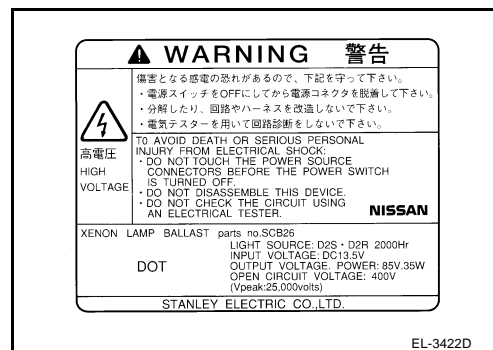 WARNING 警告
傷害となる感電の恐れがあるので、下記を守って下さい。
・電源スイッチをOFFにしてから電源コネクタを脱着して下さい。
・分解したり、回路やハーネスを改造しないで下さい。
・電気テスターを用いて回路診断をしないで下さい。
高電圧
HIGH
VOLTAGE
TO AVOID DEATH OR SERIOUS PERSONAL
INJURY FROM ELECTRICAL SHOCK:
・DO NOT TOUCH THE POWER SOURCE
CONNECTORS BEFORE THE POWER SWITCH
IS TURNED OFF.
・DO NOT DISASSEMBLE THIS DEVICE.
・DO NOT CHECK THE CIRCUIT USING
AN ELECTRICAL TESTER.
NISSAN
XENON LAMP BALLAST parts no.SCB26
DOT
LIGHT SOURCE: D2S・D2R 2000Hr
INPUT VOLTAGE: DC13.5V
OUTPUT VOLTAGE. POWER: 85V.35W
OPEN CIRCUIT VOLTAGE: 400V
(Vpeak:25,000volts)
STANLEY ELECTRIC CO.,LTD.
EL-3422D